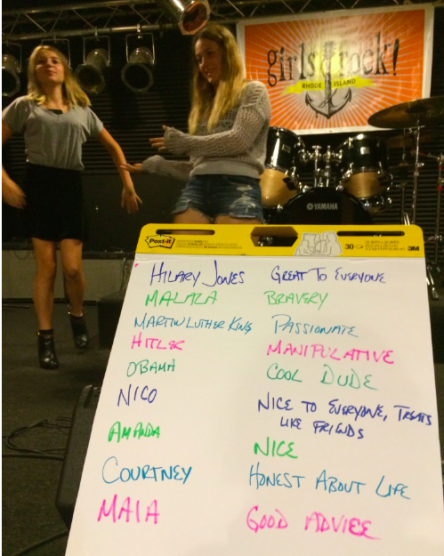 girls rock!
RHODE ISLAND
YAMAHA
Post-it
30
3M
HILARY JONES GREAT TO EVERYONE
MALALA BRAVERY
MARTIN LUTHER KING PASSIONATE
HITLER MANIPULATIVE
OBAMA COOL DUDE
NICO NICE TO EVERYONE, TREATS
LIKE FRIENDS
AMANDA NICE
COURTNEY HONEST ABOUT LIFE
MAIA GOOD ADVICE